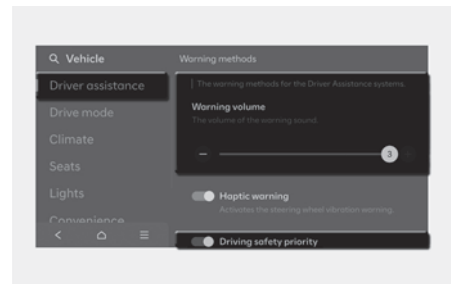 Vehicle
Warning methods
Driver assistance
The warning methods for the Driver Assistance systems.
Drive mode
Warning volume
The volume of the warning sound.
Climate
3
Seats
Lights
Haptic warning
Activates the steering wheel vibration warning.
Convenience
Driving safety priority